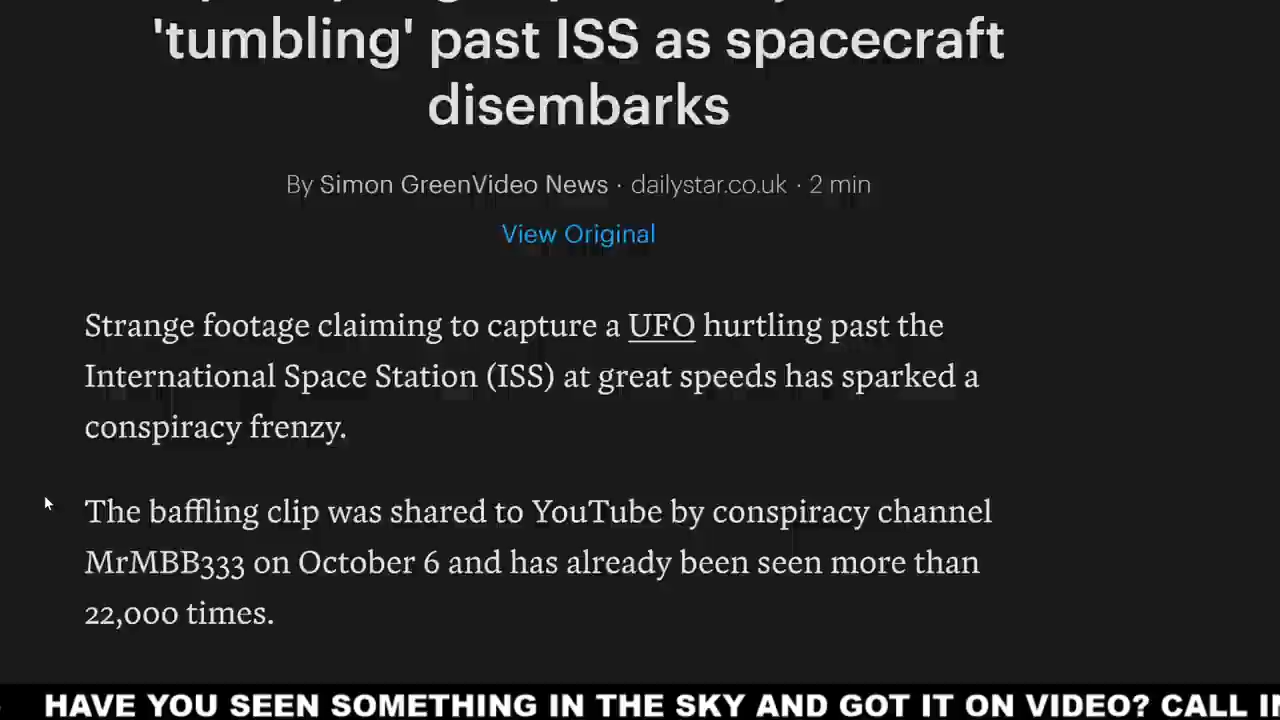 'tumbling' past ISS as spacecraft
disembarks
By Simon GreenVideo News · dailystar.co.uk · 2 min
View Original
Strange footage claiming to capture a UFO hurtling past the
International Space Station (ISS) at great speeds has sparked a
conspiracy frenzy.
The baffling clip was shared to YouTube by conspiracy channel
MrMBB333 on October 6 and has already been seen more than
22,000 times.
HAVE YOU SEEN SOMETHING IN THE SKY AND GOT IT ON VIDEO? CALL